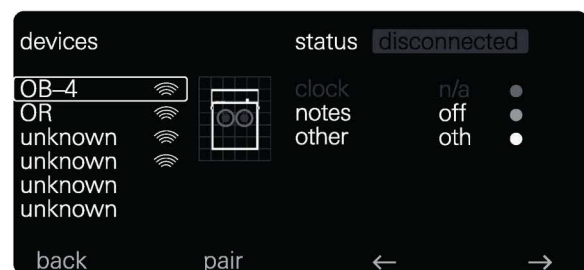 devices
status disconnected
OB–4
OR
unknown
unknown
unknown
unknown
clock n/a
notes off
other oth
back pair ← →